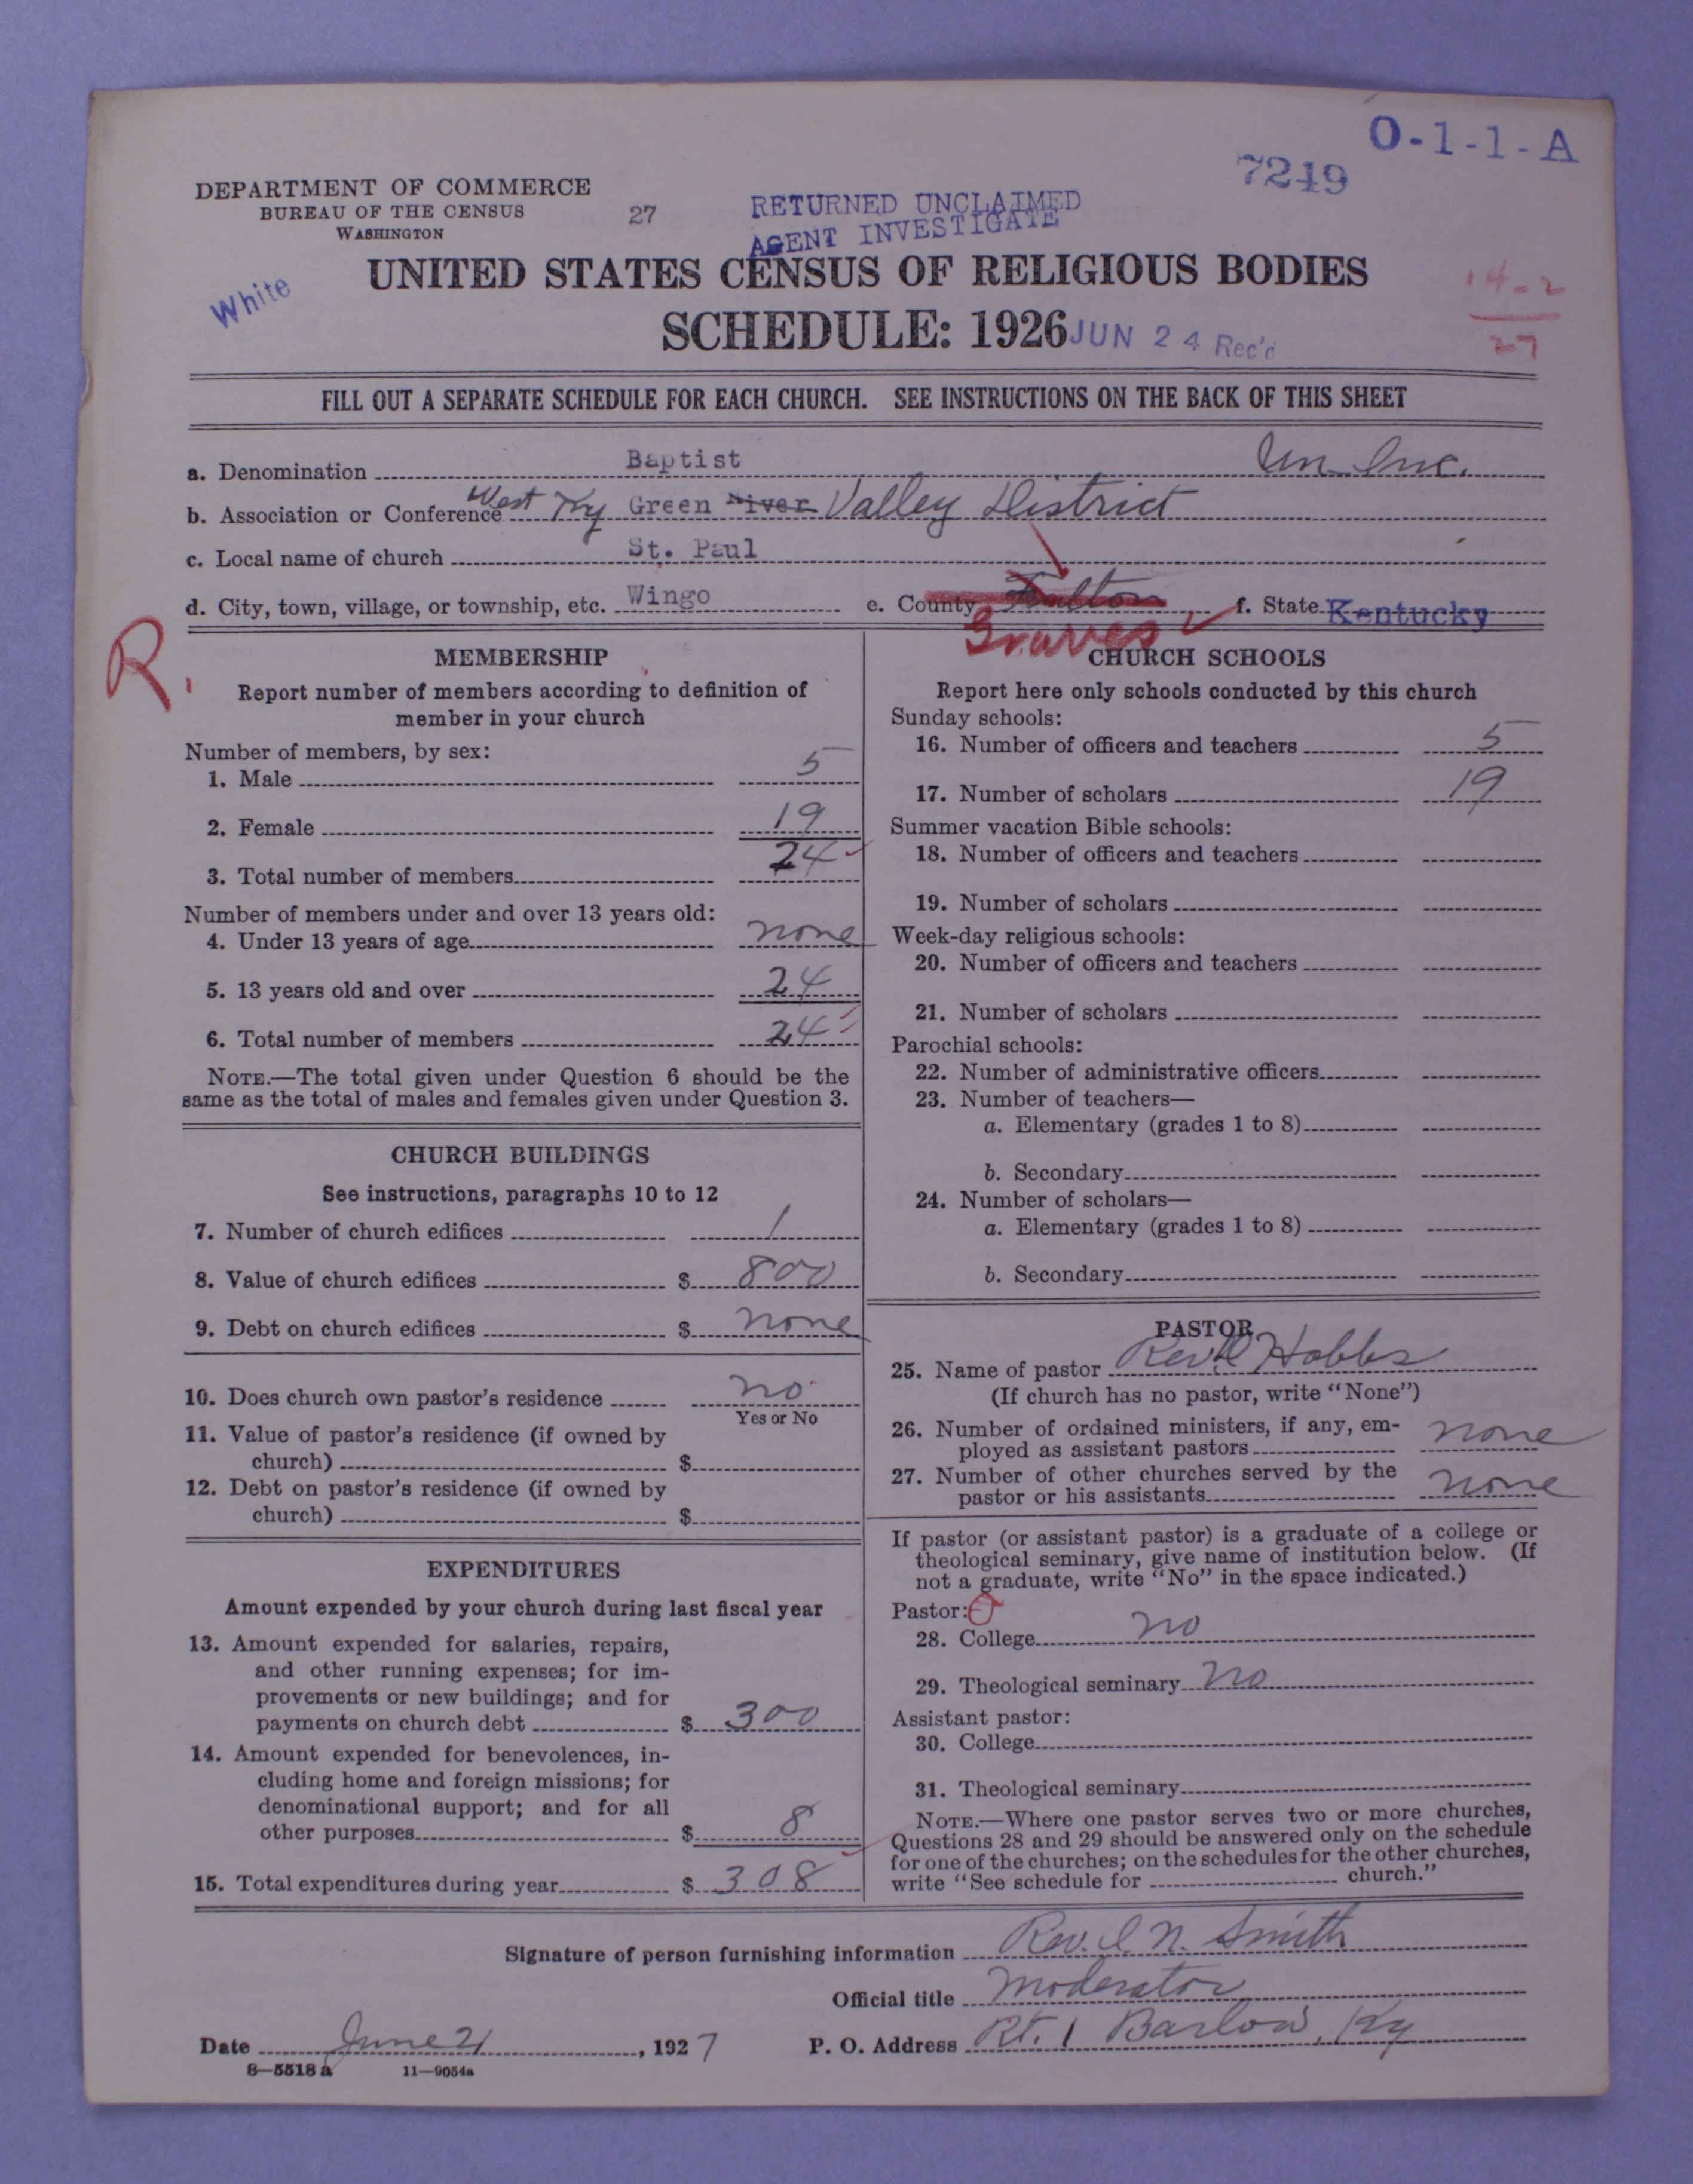 O-1-1-A
7249
DEPARTMENT OF COMMERCE
BUREAU OF THE CENSUS
WASHINGTON
27
RETURNED UNCLAIMED
AGENT INVESTIGATE
White
UNITED STATES CENSUS OF RELIGIOUS BODIES
SCHEDULE: 1926
JUN 24 Rec'd
14-2
27
FILL OUT A SEPARATE SCHEDULE FOR EACH CHURCH. SEE INSTRUCTIONS ON THE BACK OF THIS SHEET
a. Denomination Baptist Un. Inc.
b. Association or Conference West Ky Green River Valley District
c. Local name of church St. Paul
d. City, town, village, or township, etc. Wingo e. County Fulton f. State Kentucky
Graves
R.
MEMBERSHIP
Report number of members according to definition of
member in your church
Number of members, by sex:
1. Male 5
2. Female 19
3. Total number of members 24
Number of members under and over 13 years old:
4. Under 13 years of age none
5. 13 years old and over 24
6. Total number of members 24
NOTE.—The total given under Question 6 should be the
same as the total of males and females given under Question 3.
CHURCH BUILDINGS
See instructions, paragraphs 10 to 12
7. Number of church edifices 1
8. Value of church edifices $ 800
9. Debt on church edifices $ none
10. Does church own pastor's residence no
Yes or No
11. Value of pastor's residence (if owned by
church) $
12. Debt on pastor's residence (if owned by
church) $
EXPENDITURES
Amount expended by your church during last fiscal year
13. Amount expended for salaries, repairs,
and other running expenses; for im-
provements or new buildings; and for
payments on church debt $ 300
14. Amount expended for benevolences, in-
cluding home and foreign missions; for
denominational support; and for all
other purposes $ 8
15. Total expenditures during year $ 308
CHURCH SCHOOLS
Report here only schools conducted by this church
Sunday schools:
16. Number of officers and teachers 5
17. Number of scholars 19
Summer vacation Bible schools:
18. Number of officers and teachers
19. Number of scholars
Week-day religious schools:
20. Number of officers and teachers
21. Number of scholars
Parochial schools:
22. Number of administrative officers
23. Number of teachers—
a. Elementary (grades 1 to 8)
b. Secondary
24. Number of scholars—
a. Elementary (grades 1 to 8)
b. Secondary
PASTOR
25. Name of pastor Rev. Hobbs
(If church has no pastor, write "None")
26. Number of ordained ministers, if any, em-
ployed as assistant pastors none
27. Number of other churches served by the
pastor or his assistants none
If pastor (or assistant pastor) is a graduate of a college or
theological seminary, give name of institution below. (If
not a graduate, write "No" in the space indicated.)
Pastor:
28. College no
29. Theological seminary no
Assistant pastor:
30. College
31. Theological seminary
NOTE.—Where one pastor serves two or more churches,
Questions 28 and 29 should be answered only on the schedule
for one of the churches; on the schedules for the other churches,
write "See schedule for church."
Signature of person furnishing information Rev. I. N. Smith
Official title Moderator
Date June 21, 1927 P. O. Address Rt. 1 Barlow, Ky
8-5518 a 11-9054a